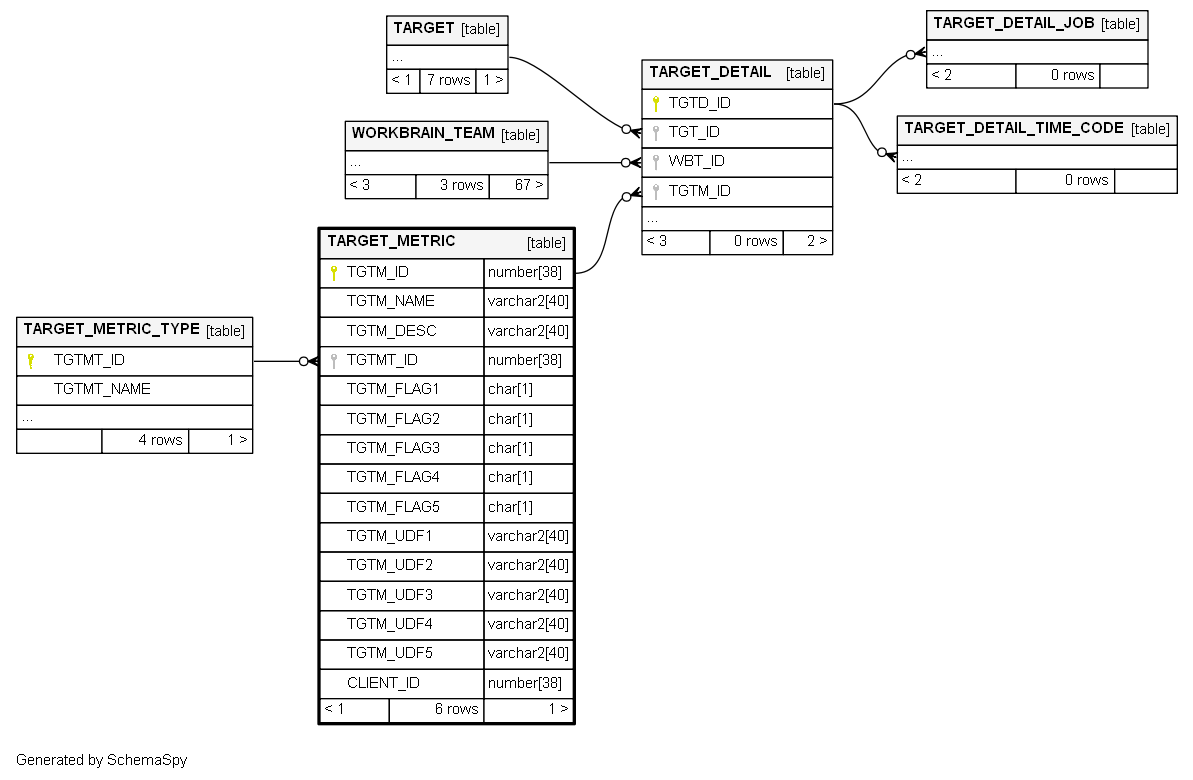 TARGET [table]
...
< 1 7 rows 1 >
WORKBRAIN_TEAM [table]
...
< 3 3 rows 67 >
TARGET_DETAIL [table]
TGTD_ID
TGT_ID
WBT_ID
TGTM_ID
...
< 3 0 rows 2 >
TARGET_DETAIL_JOB [table]
...
< 2 0 rows
TARGET_DETAIL_TIME_CODE [table]
...
< 2 0 rows
TARGET_METRIC_TYPE [table]
TGTMT_ID
TGTMT_NAME
...
4 rows 1 >
TARGET_METRIC [table]
TGTM_ID number[38]
TGTM_NAME varchar2[40]
TGTM_DESC varchar2[40]
TGTMT_ID number[38]
TGTM_FLAG1 char[1]
TGTM_FLAG2 char[1]
TGTM_FLAG3 char[1]
TGTM_FLAG4 char[1]
TGTM_FLAG5 char[1]
TGTM_UDF1 varchar2[40]
TGTM_UDF2 varchar2[40]
TGTM_UDF3 varchar2[40]
TGTM_UDF4 varchar2[40]
TGTM_UDF5 varchar2[40]
CLIENT_ID number[38]
< 1 6 rows 1 >
Generated by SchemaSpy